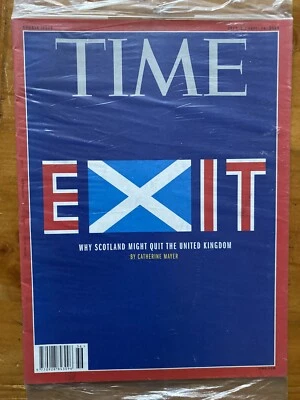 TIME
EXIT
WHY SCOTLAND MIGHT QUIT THE UNITED KINGDOM
BY CATHERINE MAYER